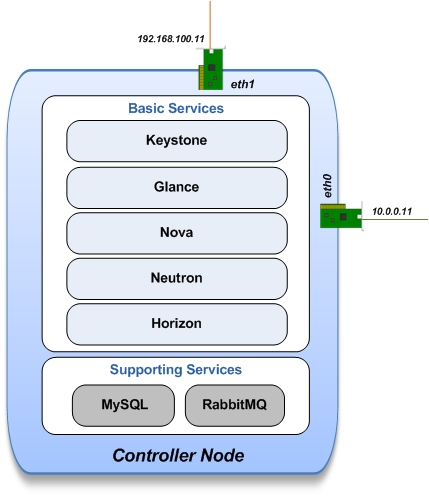 192.168.100.11
eth1
Basic Services
Keystone
Glance
Nova
Neutron
Horizon
eth0
10.0.0.11
Supporting Services
MySQL
RabbitMQ
Controller Node